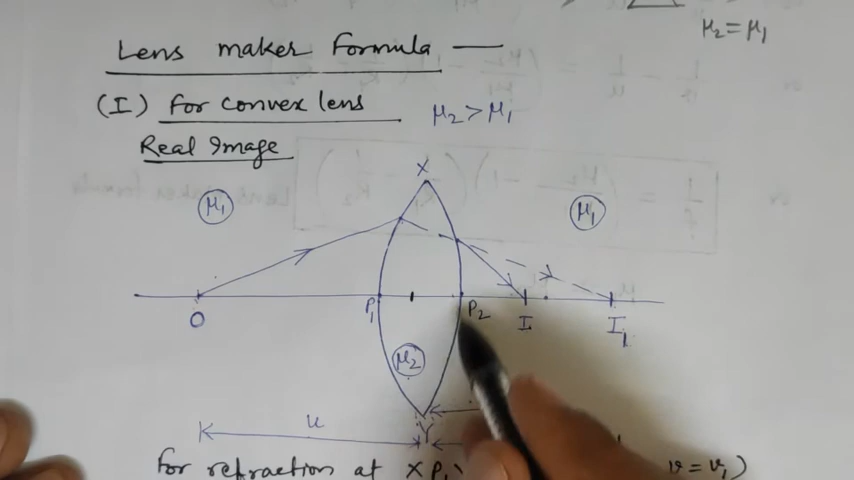 μ₂=μ₁
Lens maker Formula —
(I) For convex lens μ₂>μ₁
Real Image
X
μ₁ μ₁
O P₁ P₂ I I₁
μ₂
u Y
For refraction at XP₁Y v=v₁)